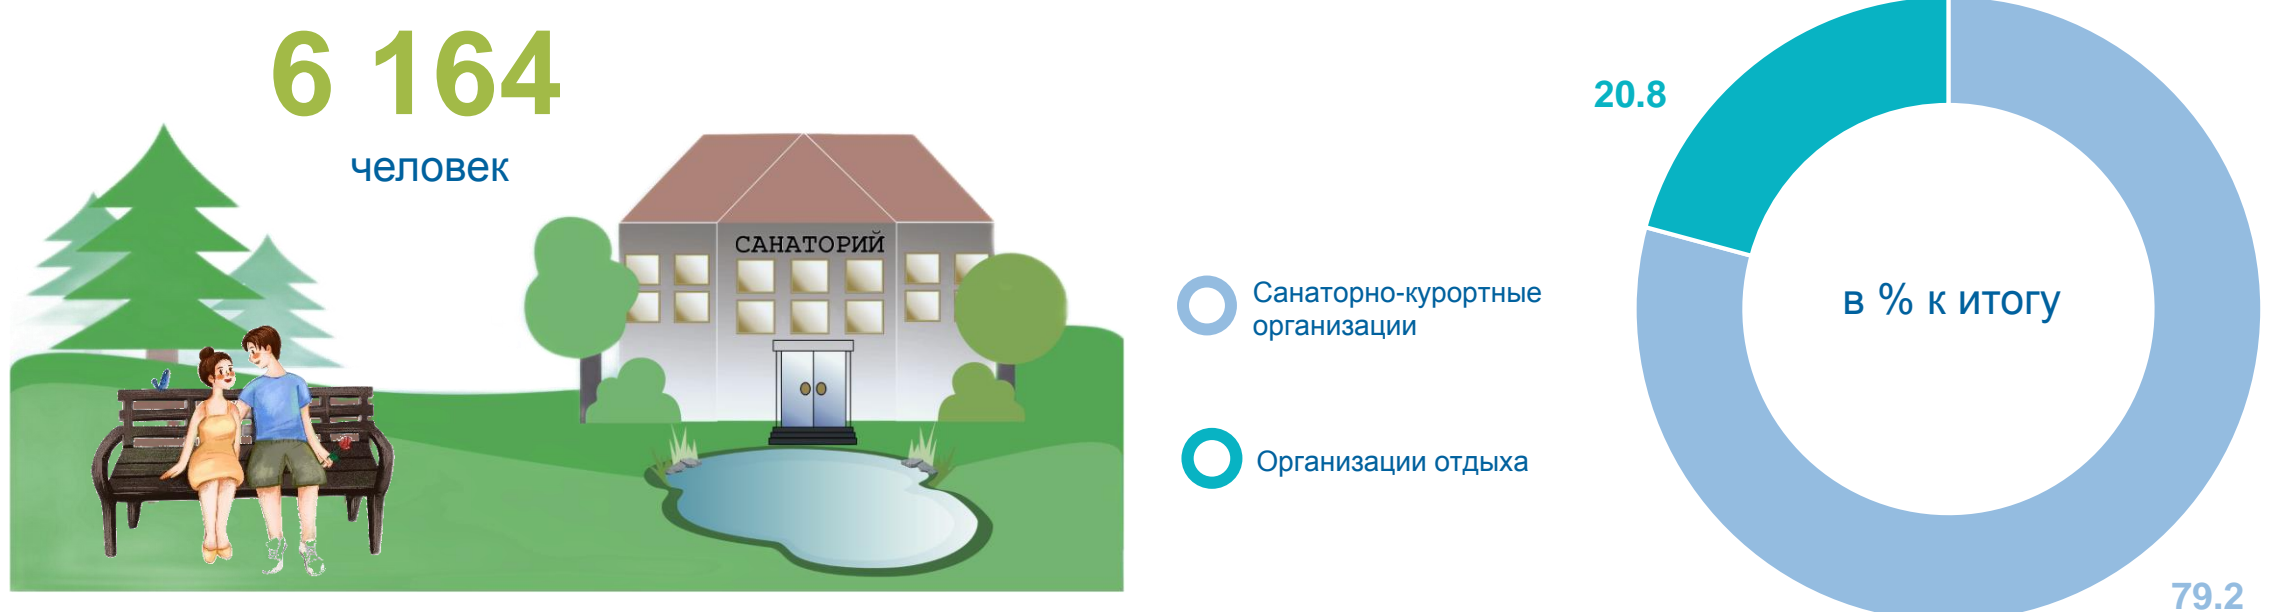 6 164
человек
САНАТОРИЙ
Санаторно-курортные
организации
Организации отдыха
20.8
в % к итогу
79.2